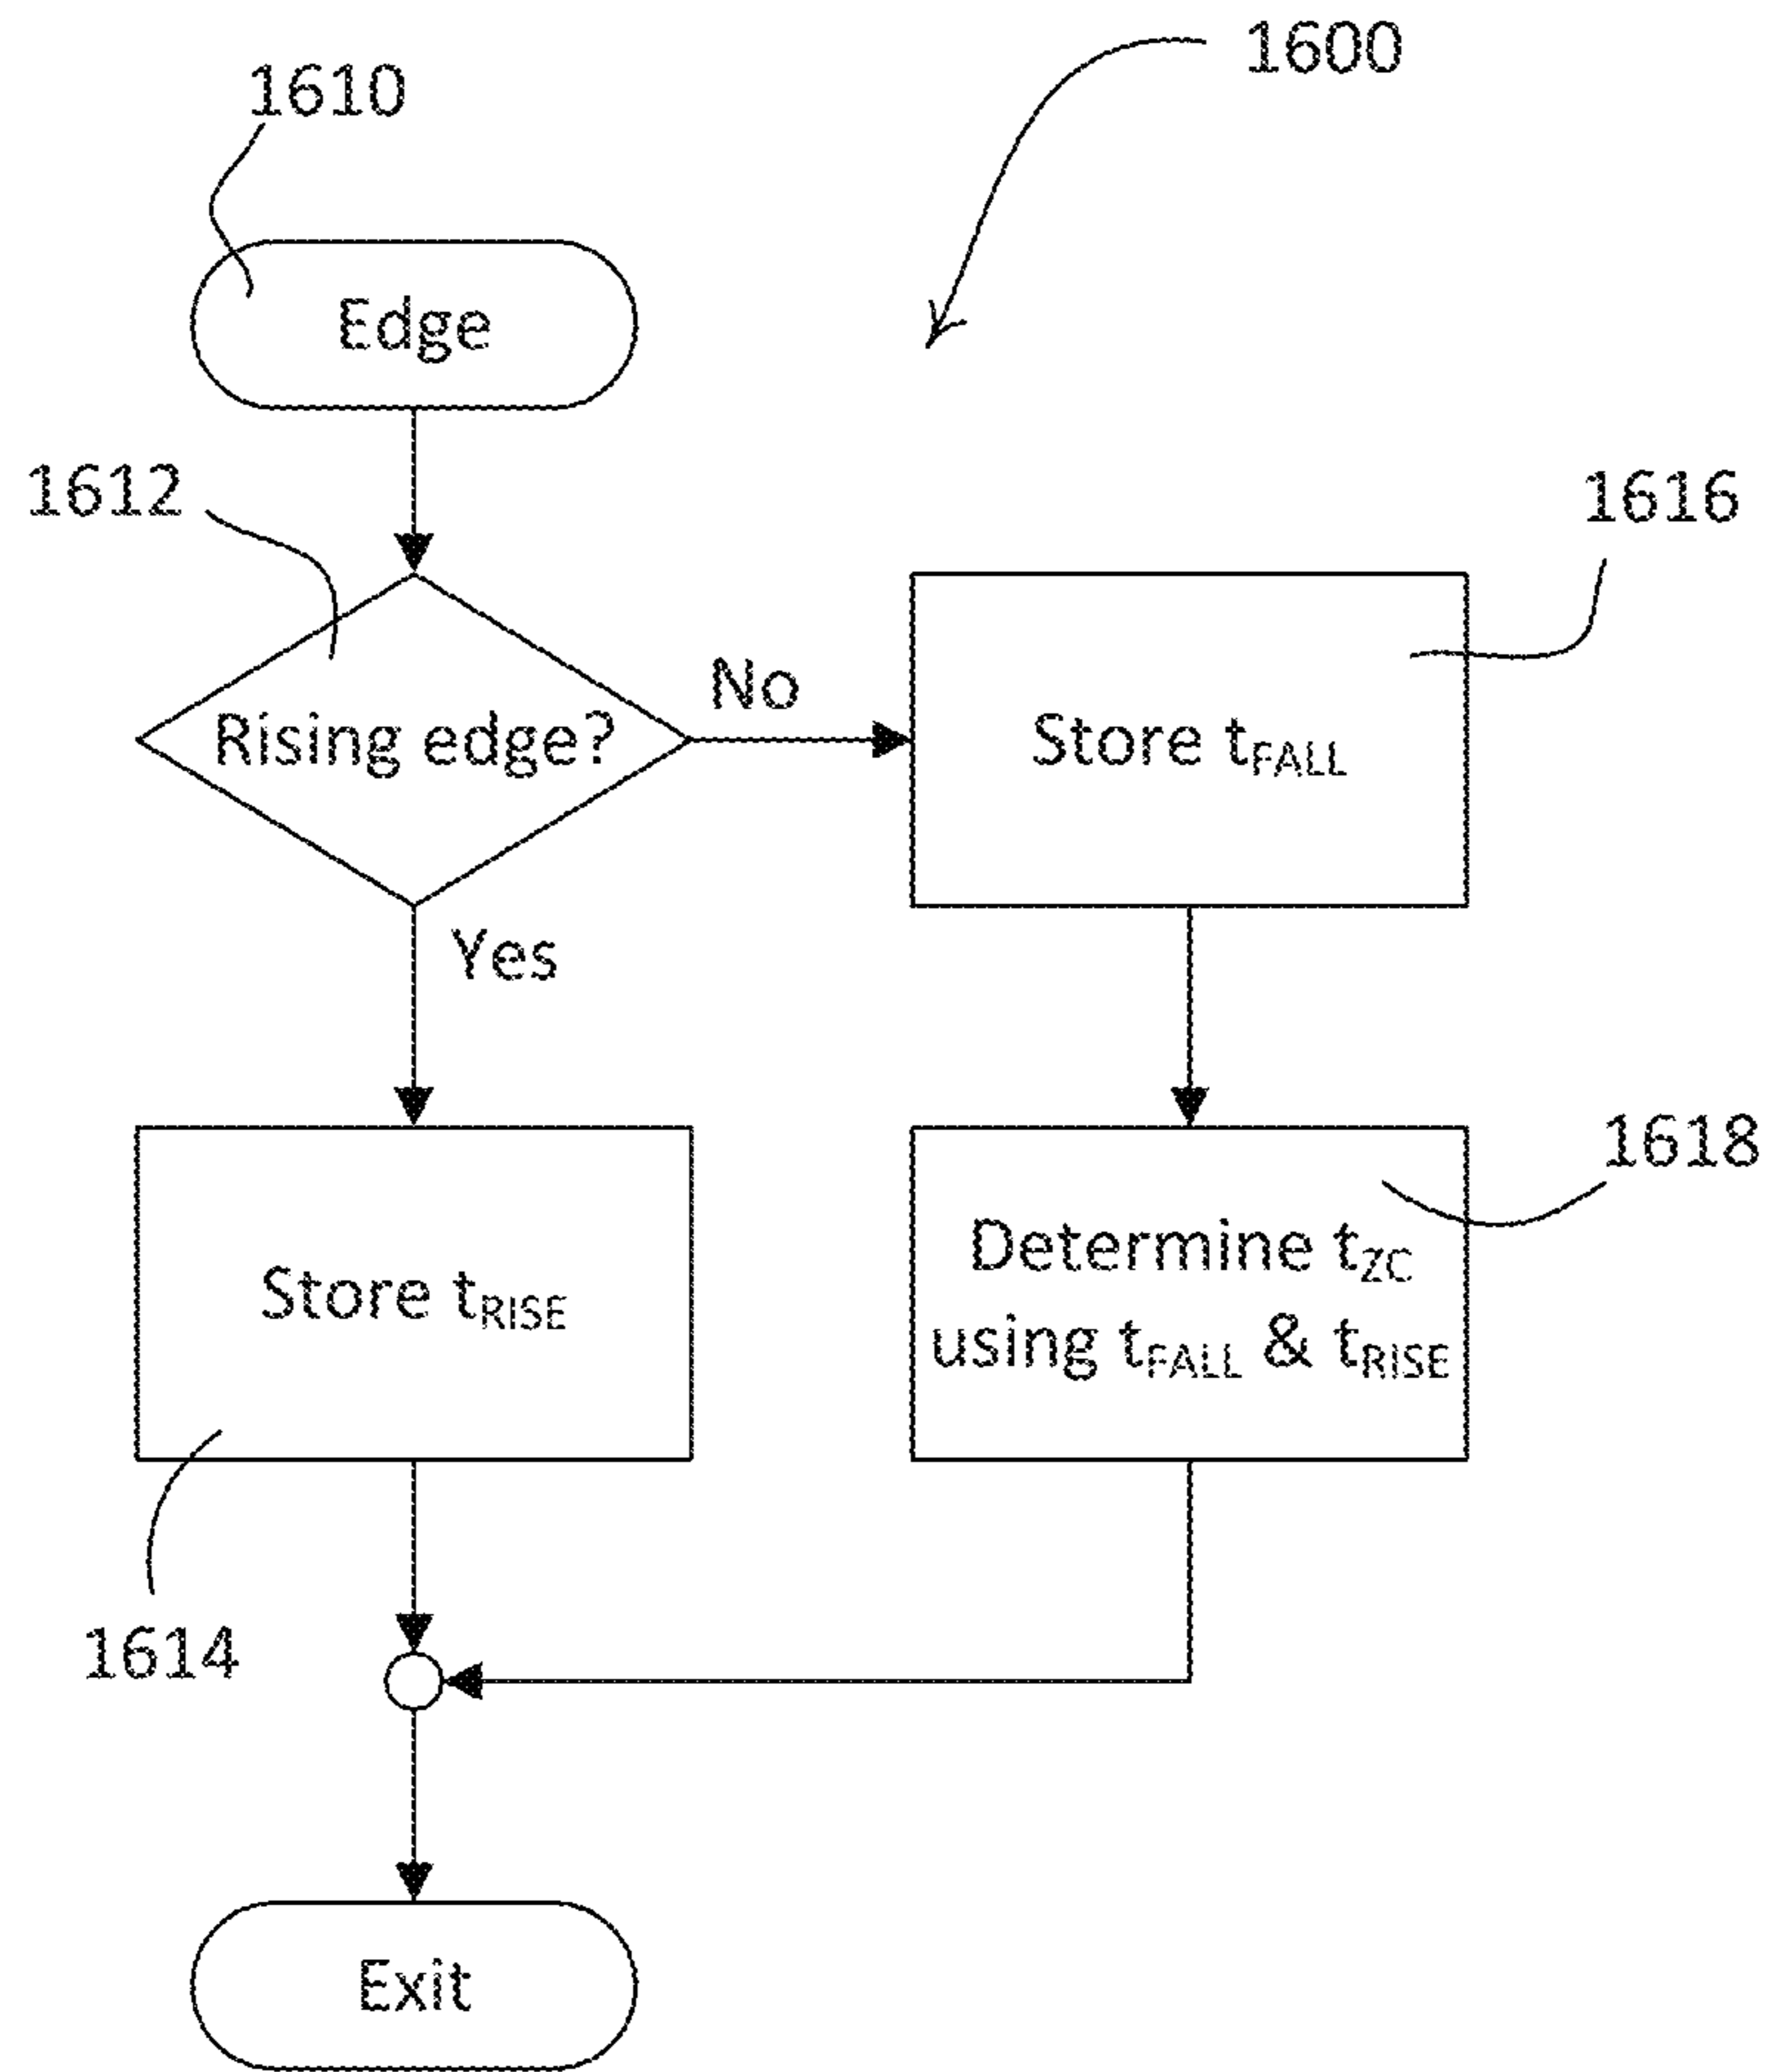 1600
1610
Edge
1612
1616
Rising edge?
No
Store tFALL
Yes
1618
Store tRISE
Determine tZC
using tFALL & tRISE
1614
Exit